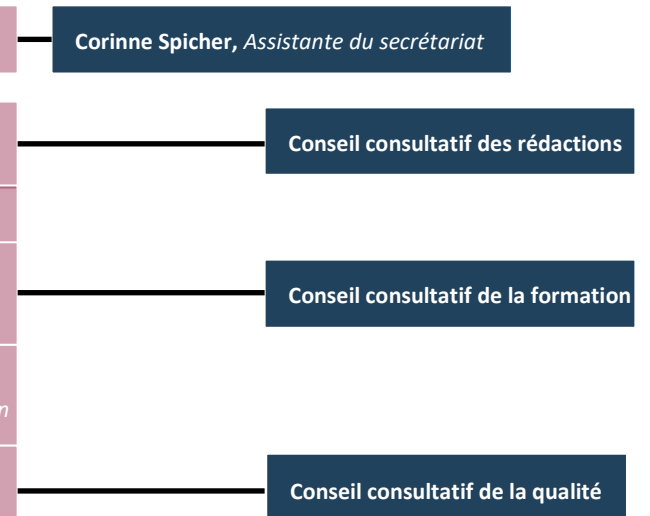 Corinne Spicher, Assistante du secrétariat
Conseil consultatif des rédactions
Conseil consultatif de la formation
Conseil consultatif de la qualité